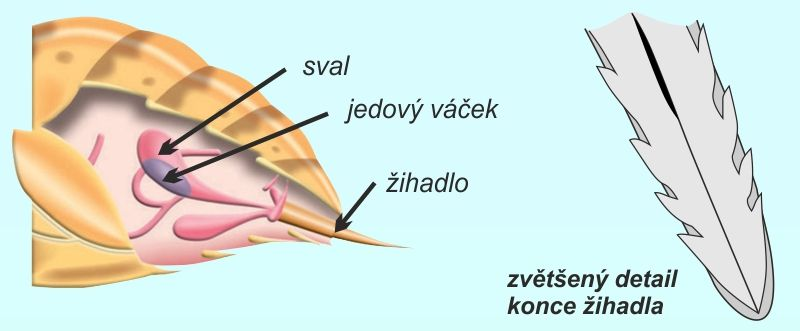 sval
jedový váček
žihadlo
zvětšený detail
konce žihadla